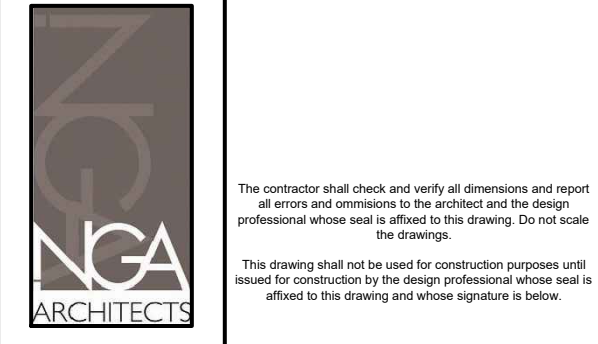 NGA
NGA
ARCHITECTS
The contractor shall check and verify all dimensions and report
all errors and ommisions to the architect and the design
professional whose seal is affixed to this drawing. Do not scale
the drawings.
This drawing shall not be used for construction purposes until
issued for construction by the design professional whose seal is
affixed to this drawing and whose signature is below.